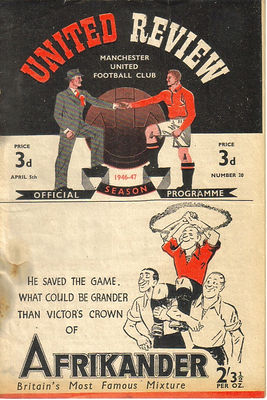 UNITED REVIEW
MANCHESTER
UNITED
FOOTBALL CLUB
PRICE
3d
APRIL 5th
PRICE
3d
NUMBER 20
1946-47
OFFICIAL SEASON PROGRAMME
HE SAVED THE GAME,
WHAT COULD BE GRANDER
THAN VICTOR'S CROWN
OF
AFRIKANDER
Britain's Most Famous Mixture
2'3½
PER OZ.